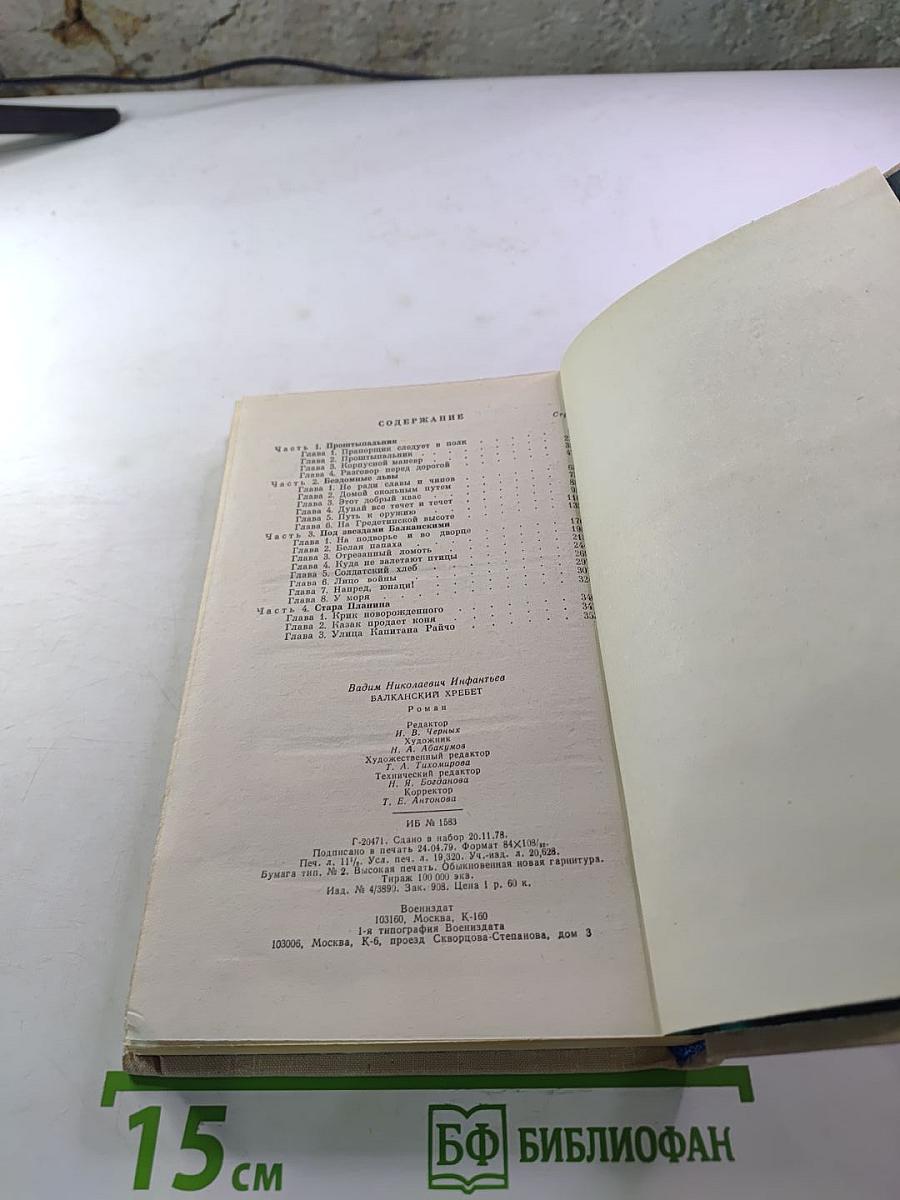 СОДЕРЖАНИЕ
Часть 1. Проштыпальник
Глава 1. Прапорщик следует в полк
Глава 2. Проштыпальник
Глава 3. Корпусной маневр
Глава 4. Разговор перед дорогой
Часть 2. Бездомные львы
Глава 1. Не ради славы и чинов
Глава 2. Домой окольным путем
Глава 3. Этот добрый квас
Глава 4. Дунай все течет и течет
Глава 5. Путь к оружию
Глава 6. На Гредетинской высоте
Часть 3. Под звездами Балканскими
Глава 1. На подворье и во дворце
Глава 2. Белая папаха
Глава 3. Отрезанный ломоть
Глава 4. Куда не залетают птицы
Глава 5. Солдатский хлеб
Глава 6. Лицо войны
Глава 7. Напред, юнаци!
Глава 8. У моря
Часть 4. Стара Планина
Глава 1. Крик новорожденного
Глава 2. Казак продает коня
Глава 3. Улица Капитана Райчо
Вадим Николаевич Инфантьев
БАЛКАНСКИЙ ХРЕБЕТ
Роман
Редактор
И. В. Черных
Художник
Н. А. Абакумов
Художественный редактор
Т. А. Тихомирова
Технический редактор
Н. Я. Богданова
Корректор
Т. Е. Антонова
ИБ № 1583
Г-20471. Сдано в набор 20.11.78.
Подписано в печать 24.04.79. Формат 84×108/32.
Печ. л. 11½. Усл. печ. л. 19,320. Уч.-изд. л. 20,628.
Бумага тип. № 2. Высокая печать. Обыкновенная новая гарнитура.
Тираж 100 000 экз.
Изд. № 4/3890. Зак. 908. Цена 1 р. 60 к.
Воениздат
103160, Москва, К-160
1-я типография Воениздата
103006, Москва, К-6, проезд Скворцова-Степанова, дом 3
15 см
БФ БИБЛИОФАН